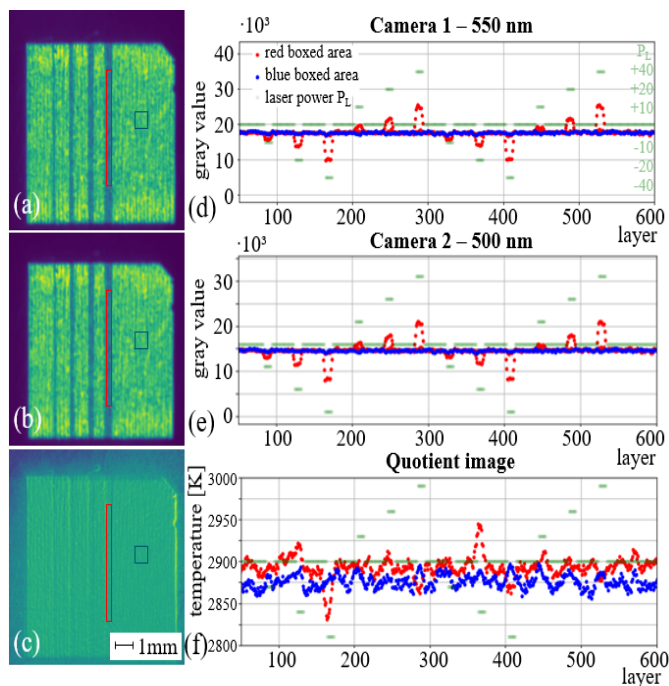 (a)
(b)
(c)
1mm
Camera 1 – 550 nm
·10³
gray value
40
30
20
10
0
red boxed area
blue boxed area
laser power P_L
P_L
+40
+20
+10
-10
-20
-40
100 200 300 400 500 600
layer
(d)
Camera 2 – 500 nm
·10³
gray value
30
20
10
0
100 200 300 400 500 600
layer
(e)
Quotient image
temperature [K]
3000
2950
2900
2850
2800
100 200 300 400 500 600
(f)